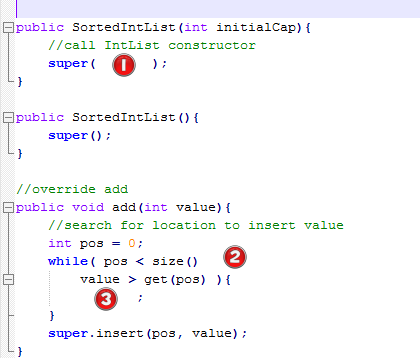 public SortedIntList(int initialCap){
//call IntList constructor
super( 1 );
}
public SortedIntList(){
super();
}
//override add
public void add(int value){
//search for location to insert value
int pos = 0;
while( pos < size() 2
value > get(pos) ){
3 ;
}
super.insert(pos, value);
}